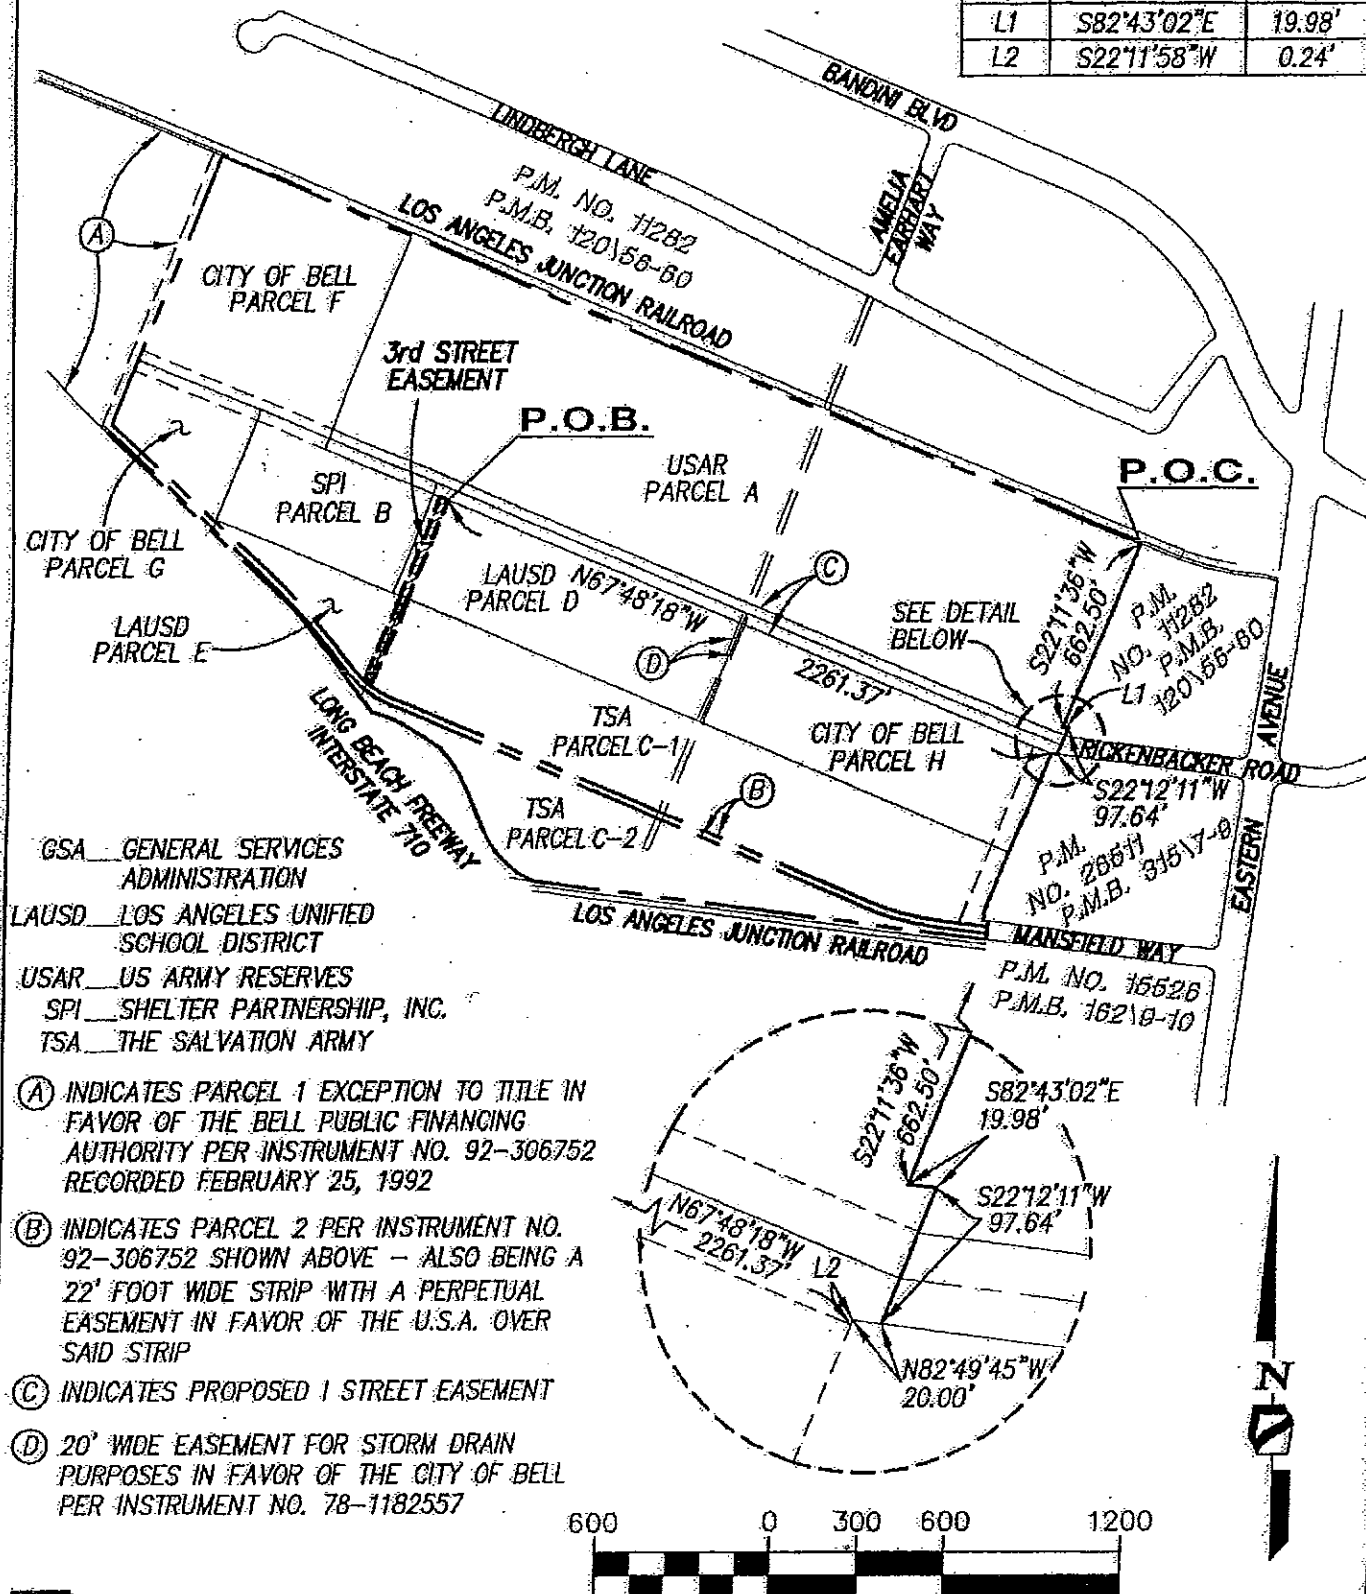 L1 S82°43'02"E 19.98'
L2 S22°11'58"W 0.24'
BANDINI BLVD
LINDBERGH LANE
P.M. NO. 11282
P.M.B. 120\56-60
AMELIA
EARHART
WAY
LOS ANGELES JUNCTION RAILROAD
A
CITY OF BELL
PARCEL F
3rd STREET
EASEMENT
P.O.B.
USAR
PARCEL A
P.O.C.
SPI
PARCEL B
CITY OF BELL
PARCEL G
LAUSD
PARCEL D
N67°48'18"W
2261.37'
C
SEE DETAIL
BELOW
S22°11'36"W
662.50'
P.M.
NO. 11282
P.M.B.
120\56-60
L1
LAUSD
PARCEL E
D
LONG BEACH FREEWAY
INTERSTATE 710
TSA
PARCEL C-1
CITY OF BELL
PARCEL H
RICKENBACKER ROAD
EASTERN AVENUE
S22°12'11"W
97.64'
B
TSA
PARCEL C-2
P.M.
NO. 26611
P.M.B. 315\7-9
LOS ANGELES JUNCTION RAILROAD
MANSFIELD WAY
P.M. NO. 15526
P.M.B. 162\9-10
GSA__GENERAL SERVICES
ADMINISTRATION
LAUSD__LOS ANGELES UNIFIED
SCHOOL DISTRICT
USAR__US ARMY RESERVES
SPI__SHELTER PARTNERSHIP, INC.
TSA__THE SALVATION ARMY
A INDICATES PARCEL 1 EXCEPTION TO TITLE IN
FAVOR OF THE BELL PUBLIC FINANCING
AUTHORITY PER INSTRUMENT NO. 92-306752
RECORDED FEBRUARY 25, 1992
B INDICATES PARCEL 2 PER INSTRUMENT NO.
92-306752 SHOWN ABOVE - ALSO BEING A
22' FOOT WIDE STRIP WITH A PERPETUAL
EASEMENT IN FAVOR OF THE U.S.A. OVER
SAID STRIP
C INDICATES PROPOSED I STREET EASEMENT
D 20' WIDE EASEMENT FOR STORM DRAIN
PURPOSES IN FAVOR OF THE CITY OF BELL
PER INSTRUMENT NO. 78-1182557
S22°11'36"W
662.50'
S82°43'02"E
19.98'
S22°12'11"W
97.64'
N67°48'18"W
2261.37'
L2
N82°49'45"W
20.00'
N
600 0 300 600 1200